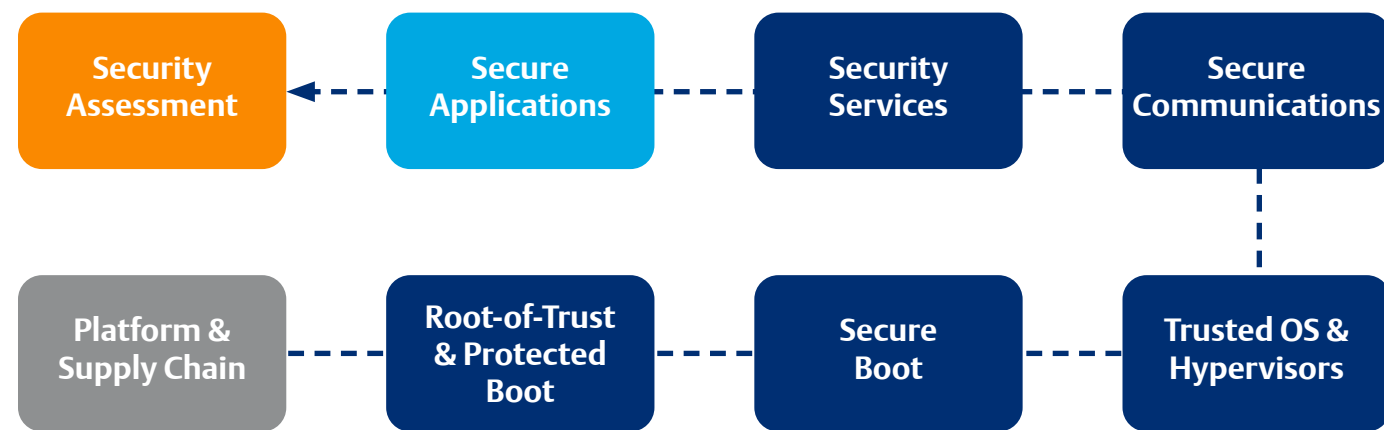 Security
Assessment
Secure
Applications
Security
Services
Secure
Communications
Platform &
Supply Chain
Root-of-Trust
& Protected
Boot
Secure
Boot
Trusted OS &
Hypervisors